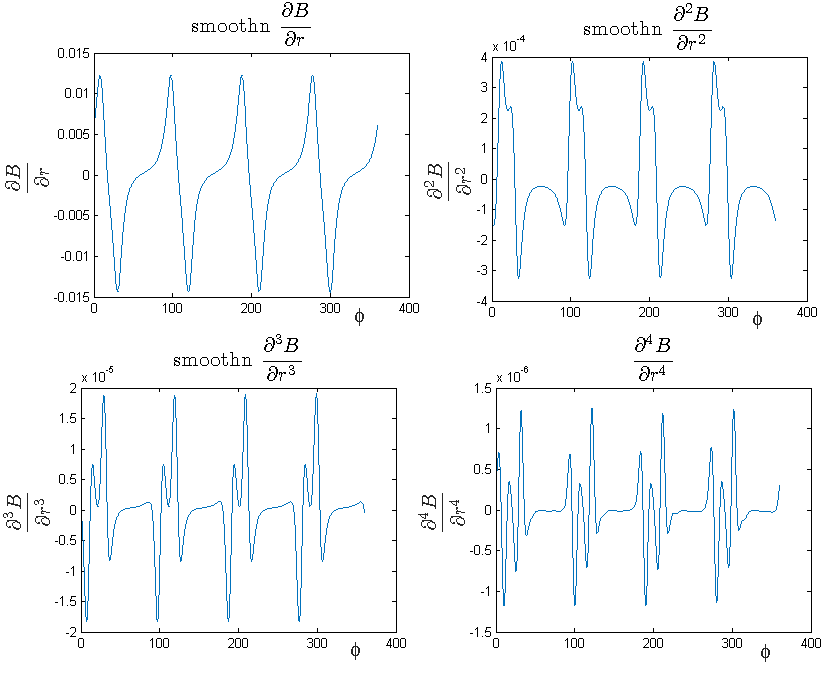 smoothn ∂B/∂r
0.015
0.01
0.005
0
-0.005
-0.01
-0.015
0 100 200 300 400
∂B/∂r
ϕ
smoothn ∂²B/∂r²
x 10⁻⁴
4
3
2
1
0
-1
-2
-3
-4
0 100 200 300 400
∂²B/∂r²
ϕ
smoothn ∂³B/∂r³
x 10⁻⁵
2
1.5
1
0.5
0
-0.5
-1
-1.5
-2
0 100 200 300 400
∂³B/∂r³
ϕ
∂⁴B/∂r⁴
x 10⁻⁶
1.5
1
0.5
0
-0.5
-1
-1.5
0 100 200 300 400
∂⁴B/∂r⁴
ϕ